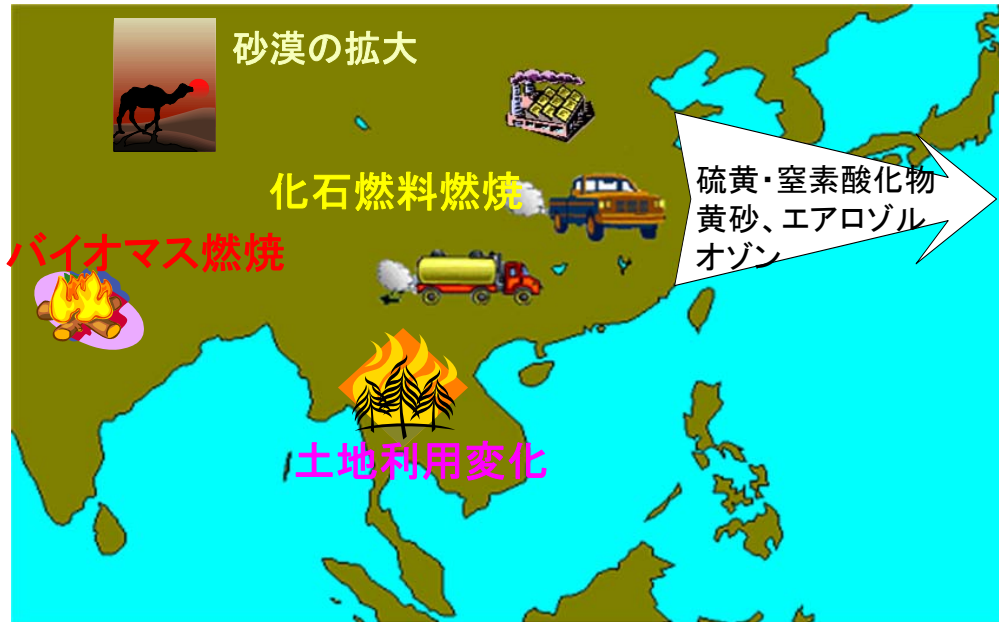 砂漠の拡大
化石燃料燃焼
硫黄・窒素酸化物
黄砂、エアロゾル
オゾン
バイオマス燃焼
土地利用変化